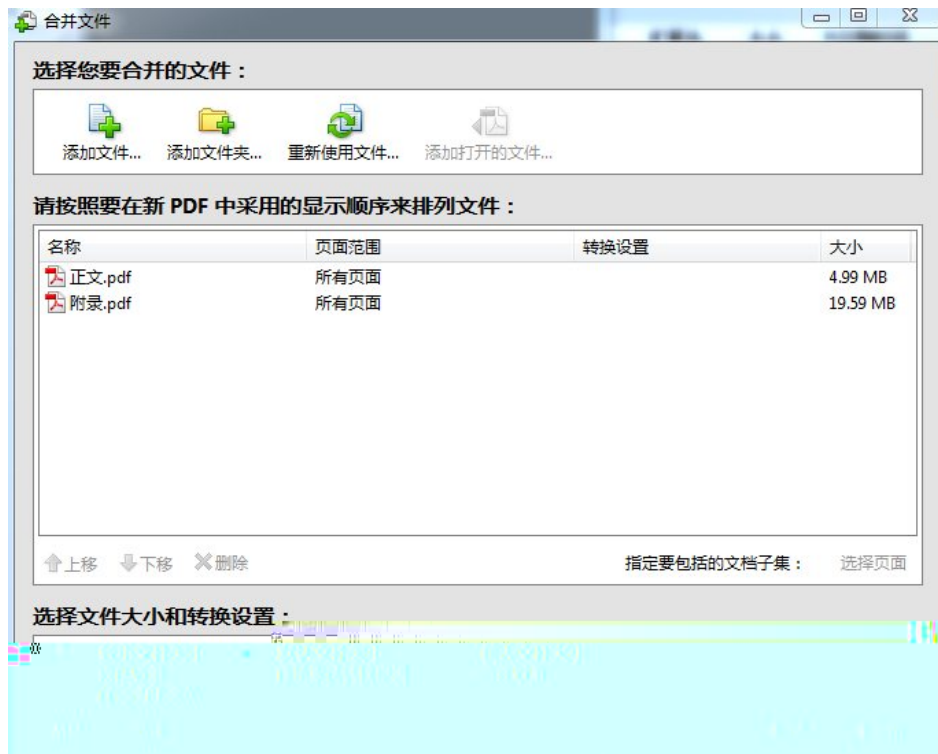 合并文件
选择您要合并的文件：
添加文件... 添加文件夹... 重新使用文件... 添加打开的文件...
请按照要在新 PDF 中采用的显示顺序来排列文件：
名称 页面范围 转换设置 大小
正文.pdf 所有页面 4.99 MB
附录.pdf 所有页面 19.59 MB
上移 下移 删除 指定要包括的文档子集： 选择页面
选择文件大小和转换设置：